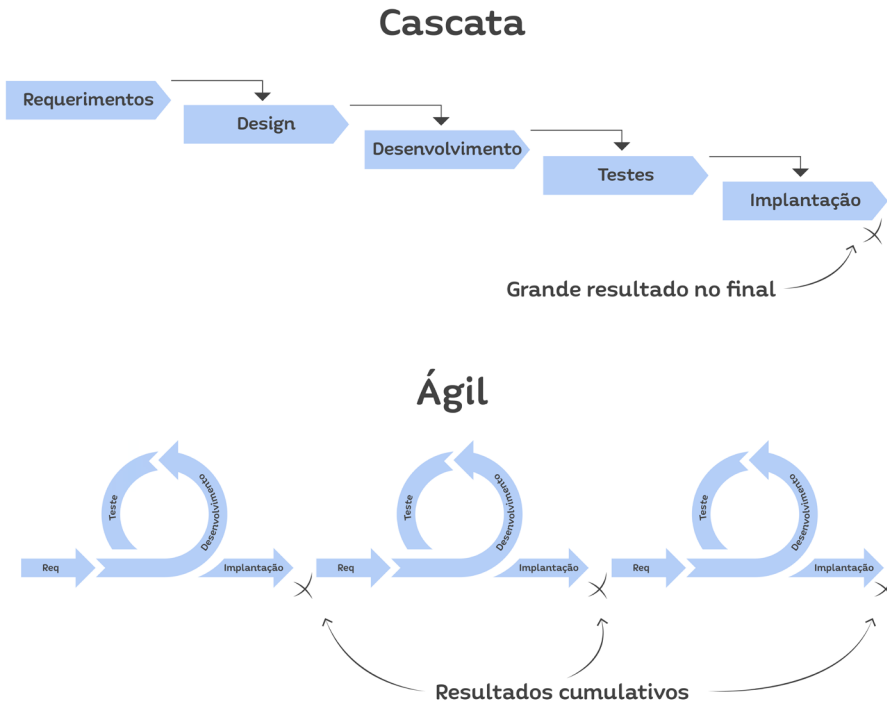 Cascata
Requerimentos
Design
Desenvolvimento
Testes
Implantação
Grande resultado no final
Ágil
Teste
Desenvolvimento
Req
Implantação
Teste
Desenvolvimento
Req
Implantação
Teste
Desenvolvimento
Req
Implantação
Resultados cumulativos